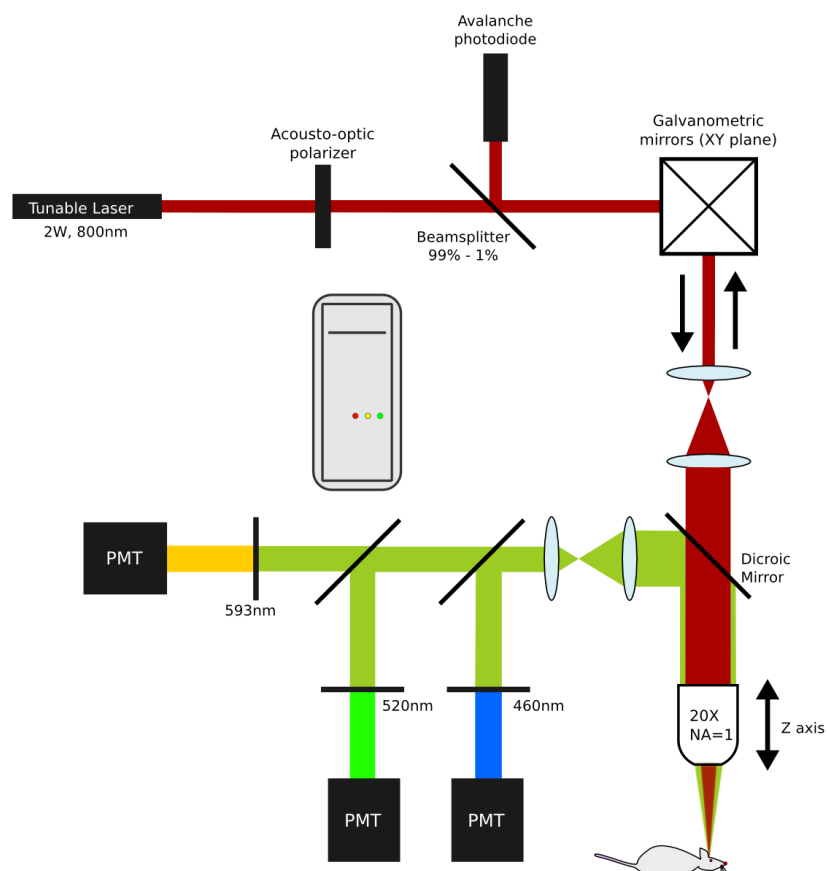 Avalanche
photodiode
Galvanometric
mirrors (XY plane)
Acousto-optic
polarizer
Tunable Laser
2W, 800nm
Beamsplitter
99% - 1%
PMT
593nm
Dicroic
Mirror
520nm
460nm
20X
NA=1
Z axis
PMT
PMT